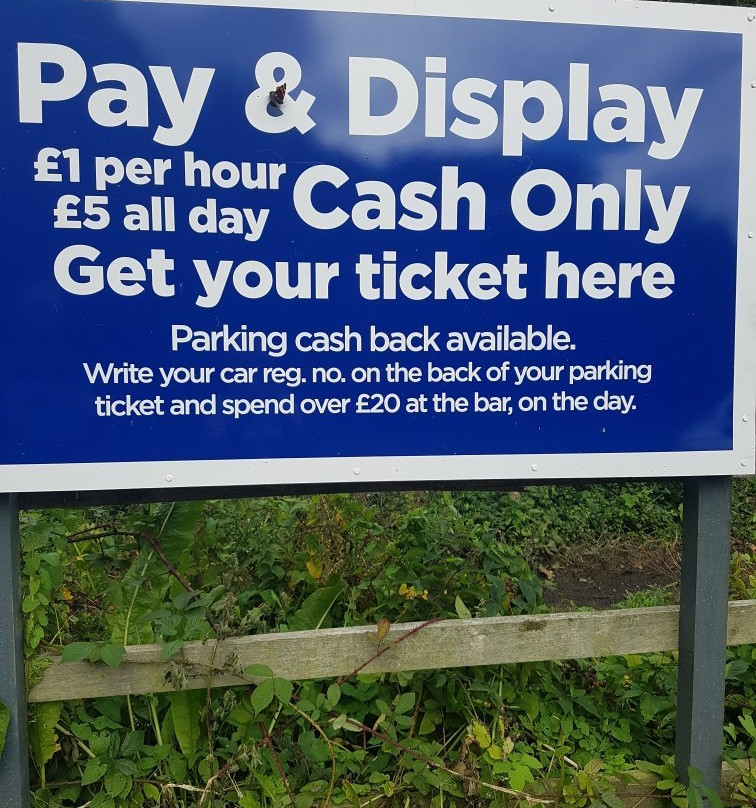 Pay & Display
£1 per hour
£5 all day
Cash Only
Get your ticket here
Parking cash back available.
Write your car reg. no. on the back of your parking
ticket and spend over £20 at the bar, on the day.